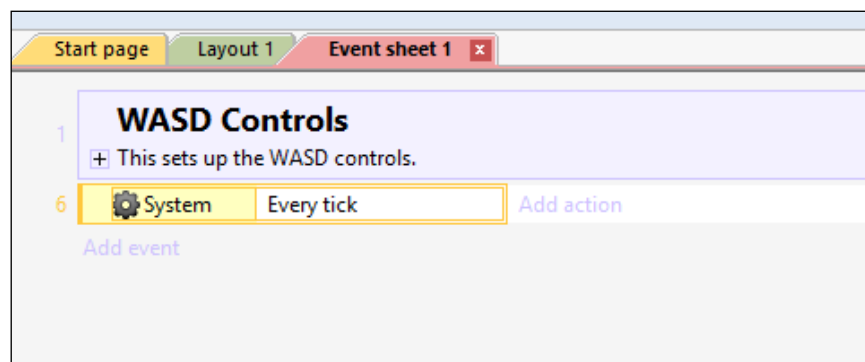 Start page Layout 1 Event sheet 1 x
1 WASD Controls
+ This sets up the WASD controls.
6 System Every tick Add action
Add event